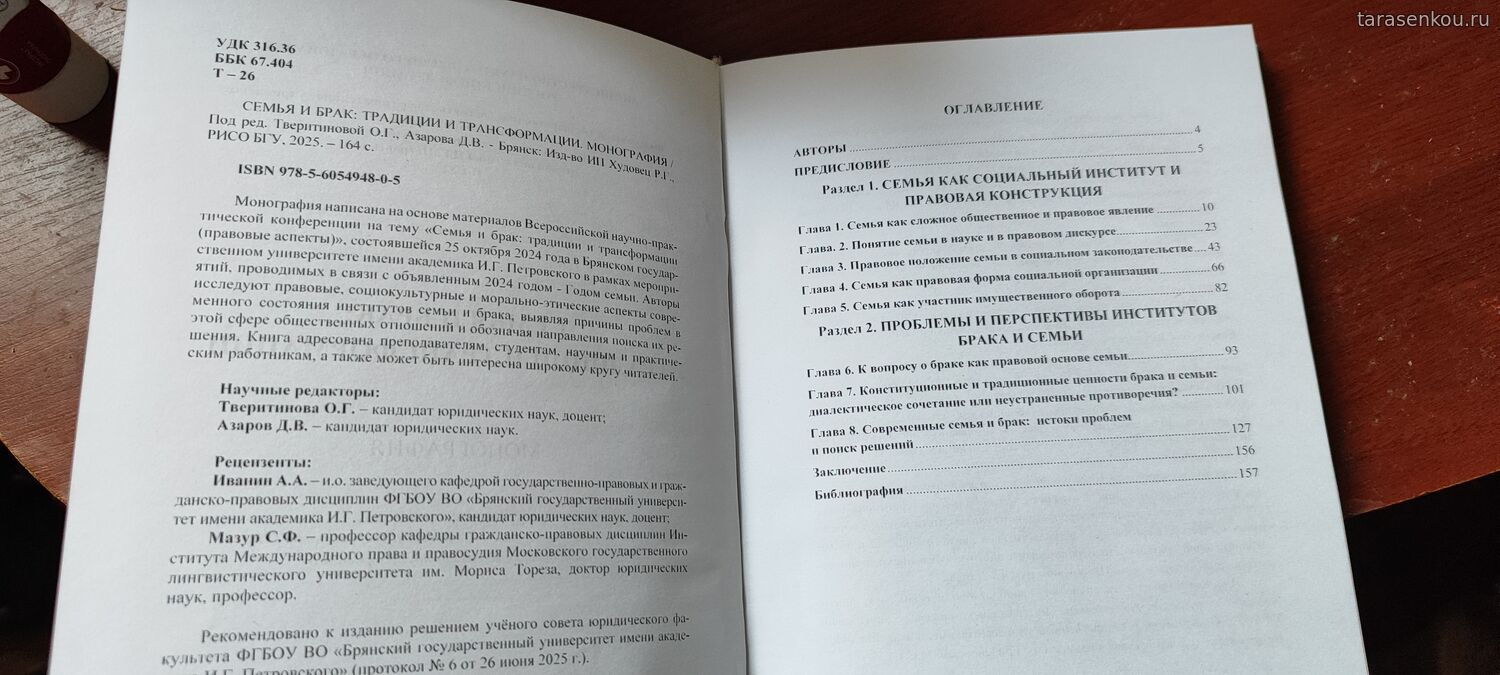 tarasenkou.ru
УДК 316.36
ББК 67.404
Т – 26
СЕМЬЯ И БРАК: ТРАДИЦИИ И ТРАНСФОРМАЦИИ. МОНОГРАФИЯ /
Под ред. Тверитиновой О.Г., Азарова Д.В. - Брянск: Изд-во ИП Худовец Р.Г.,
РИСО БГУ, 2025. – 164 с.
ISBN 978-5-6054948-0-5
Монография написана на основе материалов Всероссийской научно-прак-
тической конференции на тему «Семья и брак: традиции и трансформации
(правовые аспекты)», состоявшейся 25 октября 2024 года в Брянском государ-
ственном университете имени академика И.Г. Петровского в рамках меропри-
ятий, проводимых в связи с объявленным 2024 годом - Годом семьи. Авторы
исследуют правовые, социокультурные и морально-этические аспекты совре-
менного состояния институтов семьи и брака, выявляя причины проблем в
этой сфере общественных отношений и обозначая направления поиска их ре-
шения. Книга адресована преподавателям, студентам, научным и практиче-
ским работникам, а также может быть интересна широкому кругу читателей.
Научные редакторы:
Тверитинова О.Г. – кандидат юридических наук, доцент;
Азаров Д.В. – кандидат юридических наук.
Рецензенты:
Иванин А.А. – и.о. заведующего кафедрой государственно-правовых и граж-
данско-правовых дисциплин ФГБОУ ВО «Брянский государственный универси-
тет имени академика И.Г. Петровского», кандидат юридических наук, доцент;
Мазур С.Ф. – профессор кафедры гражданско-правовых дисциплин Ин-
ститута Международного права и правосудия Московского государственного
лингвистического университета им. Мориса Тореза, доктор юридических
наук, профессор.
Рекомендовано к изданию решением учёного совета юридического фа-
культета ФГБОУ ВО «Брянский государственный университет имени акаде-
И.Г. Петровского» (протокол № 6 от 26 июня 2025 г.).
ОГЛАВЛЕНИЕ
АВТОРЫ 4
ПРЕДИСЛОВИЕ 5
Раздел 1. СЕМЬЯ КАК СОЦИАЛЬНЫЙ ИНСТИТУТ И
ПРАВОВАЯ КОНСТРУКЦИЯ
Глава 1. Семья как сложное общественное и правовое явление 10
Глава. 2. Понятие семьи в науке и в правовом дискурсе 23
Глава 3. Правовое положение семьи в социальном законодательстве 43
Глава 4. Семья как правовая форма социальной организации 66
Глава 5. Семья как участник имущественного оборота 82
Раздел 2. ПРОБЛЕМЫ И ПЕРСПЕКТИВЫ ИНСТИТУТОВ
БРАКА И СЕМЬИ
Глава 6. К вопросу о браке как правовой основе семьи 93
Глава 7. Конституционные и традиционные ценности брака и семьи:
диалектическое сочетание или неустраненные противоречия? 101
Глава 8. Современные семья и брак: истоки проблем
и поиск решений 127
Заключение 156
Библиография 157